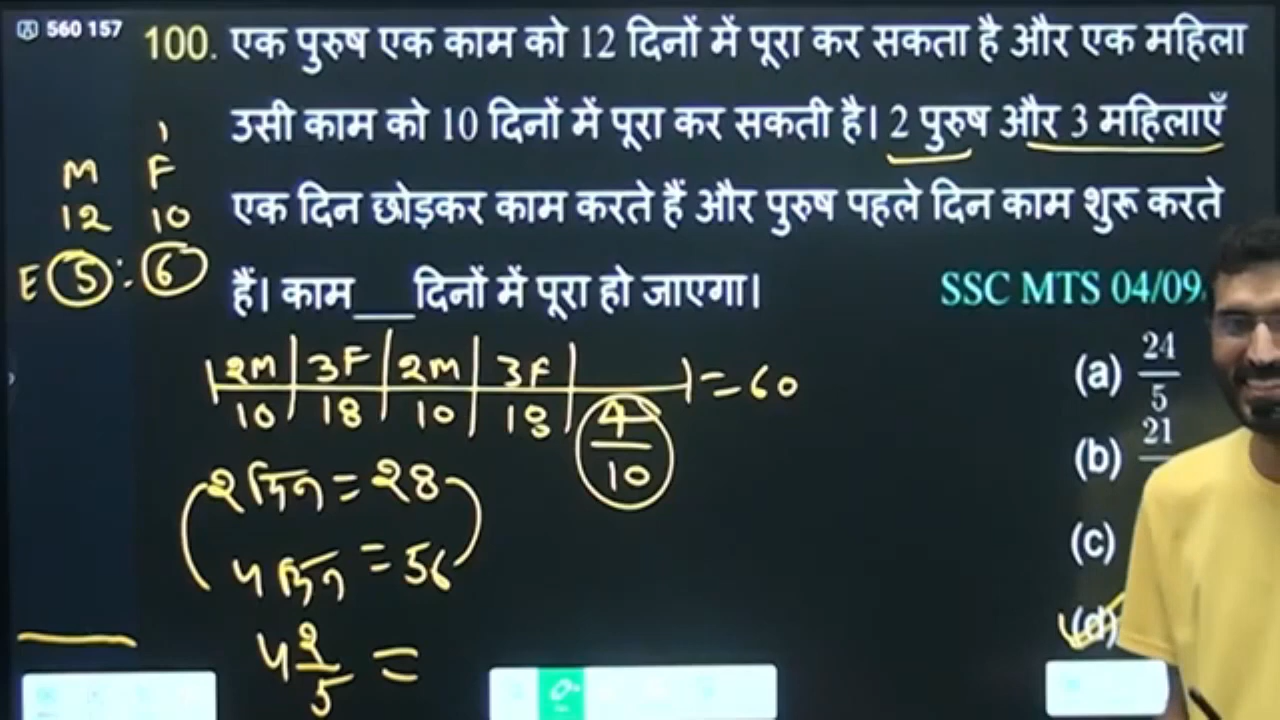 560 157
100. एक पुरुष एक काम को 12 दिनों में पूरा कर सकता है और एक महिला
उसी काम को 10 दिनों में पूरा कर सकती है। 2 पुरुष और 3 महिलाएँ
एक दिन छोड़कर काम करते हैं और पुरुष पहले दिन काम शुरू करते
हैं। काम___दिनों में पूरा हो जाएगा।
SSC MTS 04/09
1
M F
12 10
E 5 : 6
2M | 3F | 2M | 3F | = 60
10 | 18 | 10 | 18 | 4/10
२ दिन = २8
4 दिन = 56
4 2/5 =
(a) 24/5
(b) 21
(c)
(d)